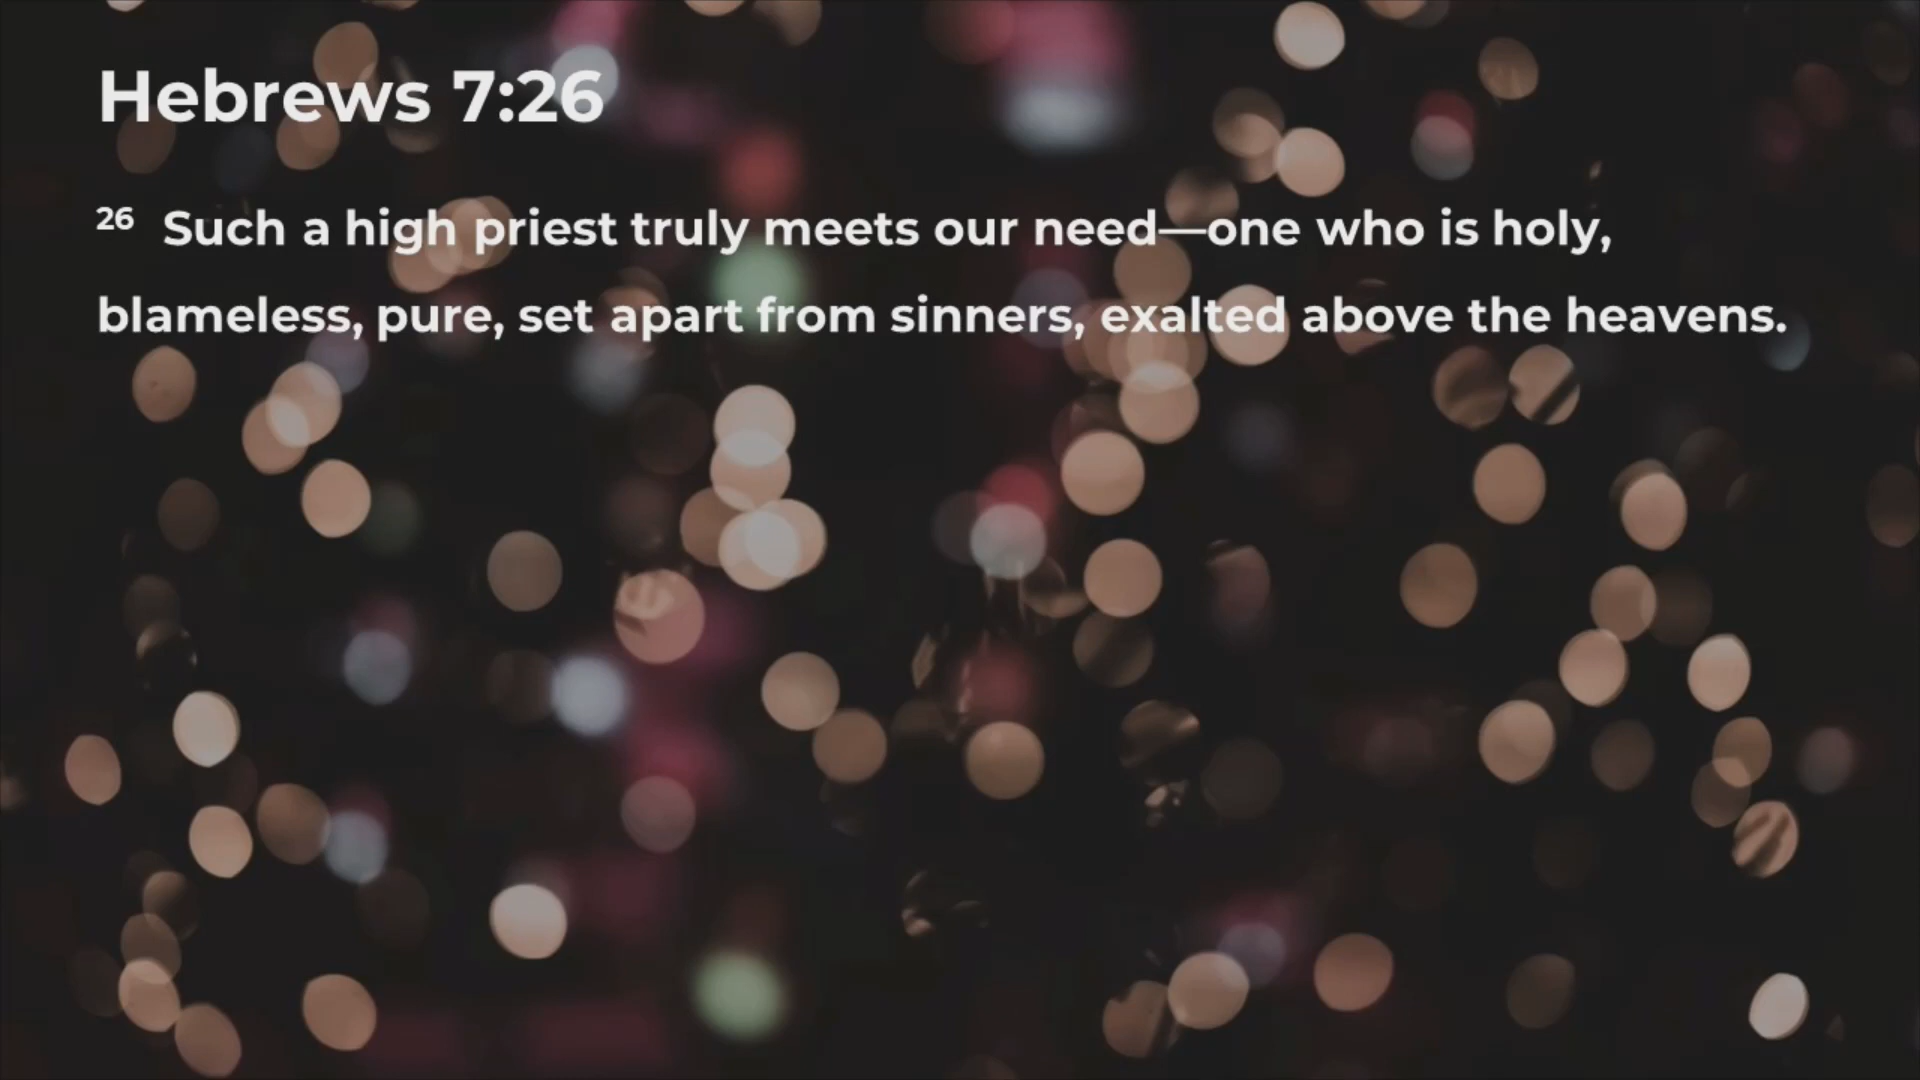 Hebrews 7:26
26 Such a high priest truly meets our need—one who is holy,
blameless, pure, set apart from sinners, exalted above the heavens.